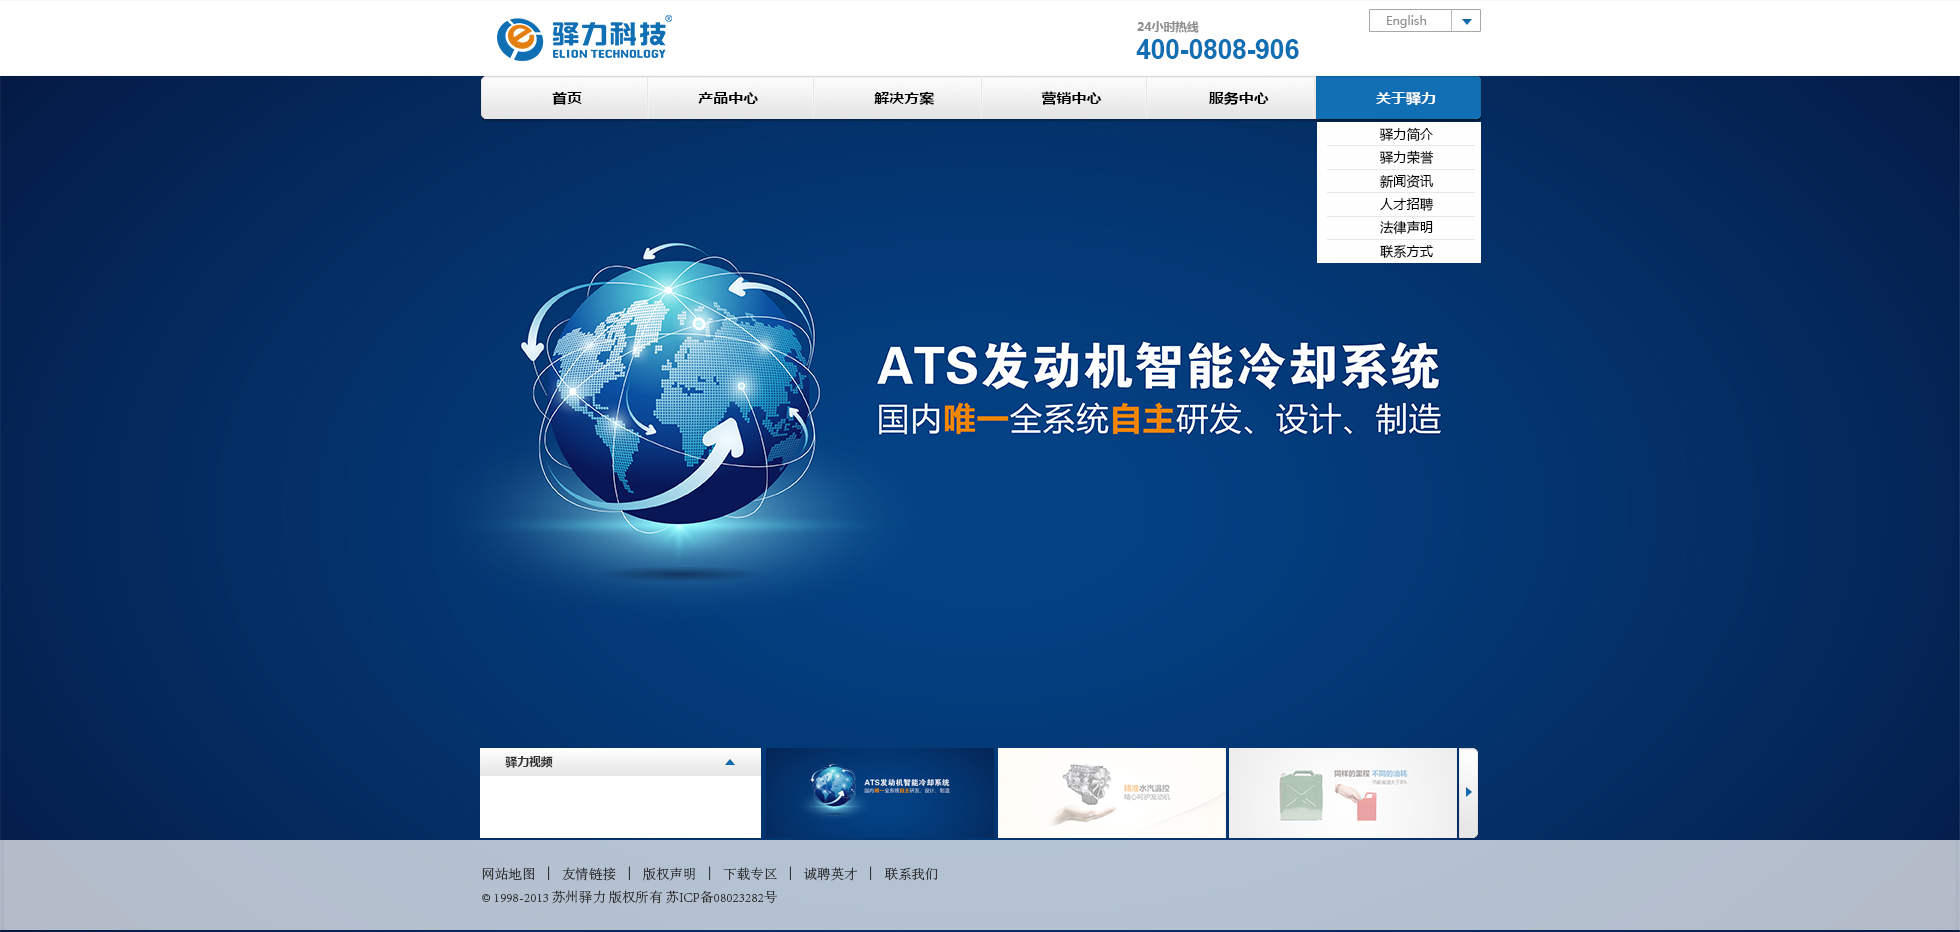 驿力科技®
ELION TECHNOLOGY
24小时热线
400-0808-906
English
首页 产品中心 解决方案 营销中心 服务中心 关于驿力
驿力简介
驿力荣誉
新闻资讯
人才招聘
法律声明
联系方式
ATS发动机智能冷却系统
国内唯一全系统自主研发、设计、制造
驿力视频
ATS发动机智能冷却系统
国内唯一全系统自主研发、设计、制造
精准水汽温控
精心呵护发动机
同样的里程 不同的油耗
网站地图 | 友情链接 | 版权声明 | 下载专区 | 诚聘英才 | 联系我们
© 1998-2013 苏州驿力 版权所有 苏ICP备08023282号